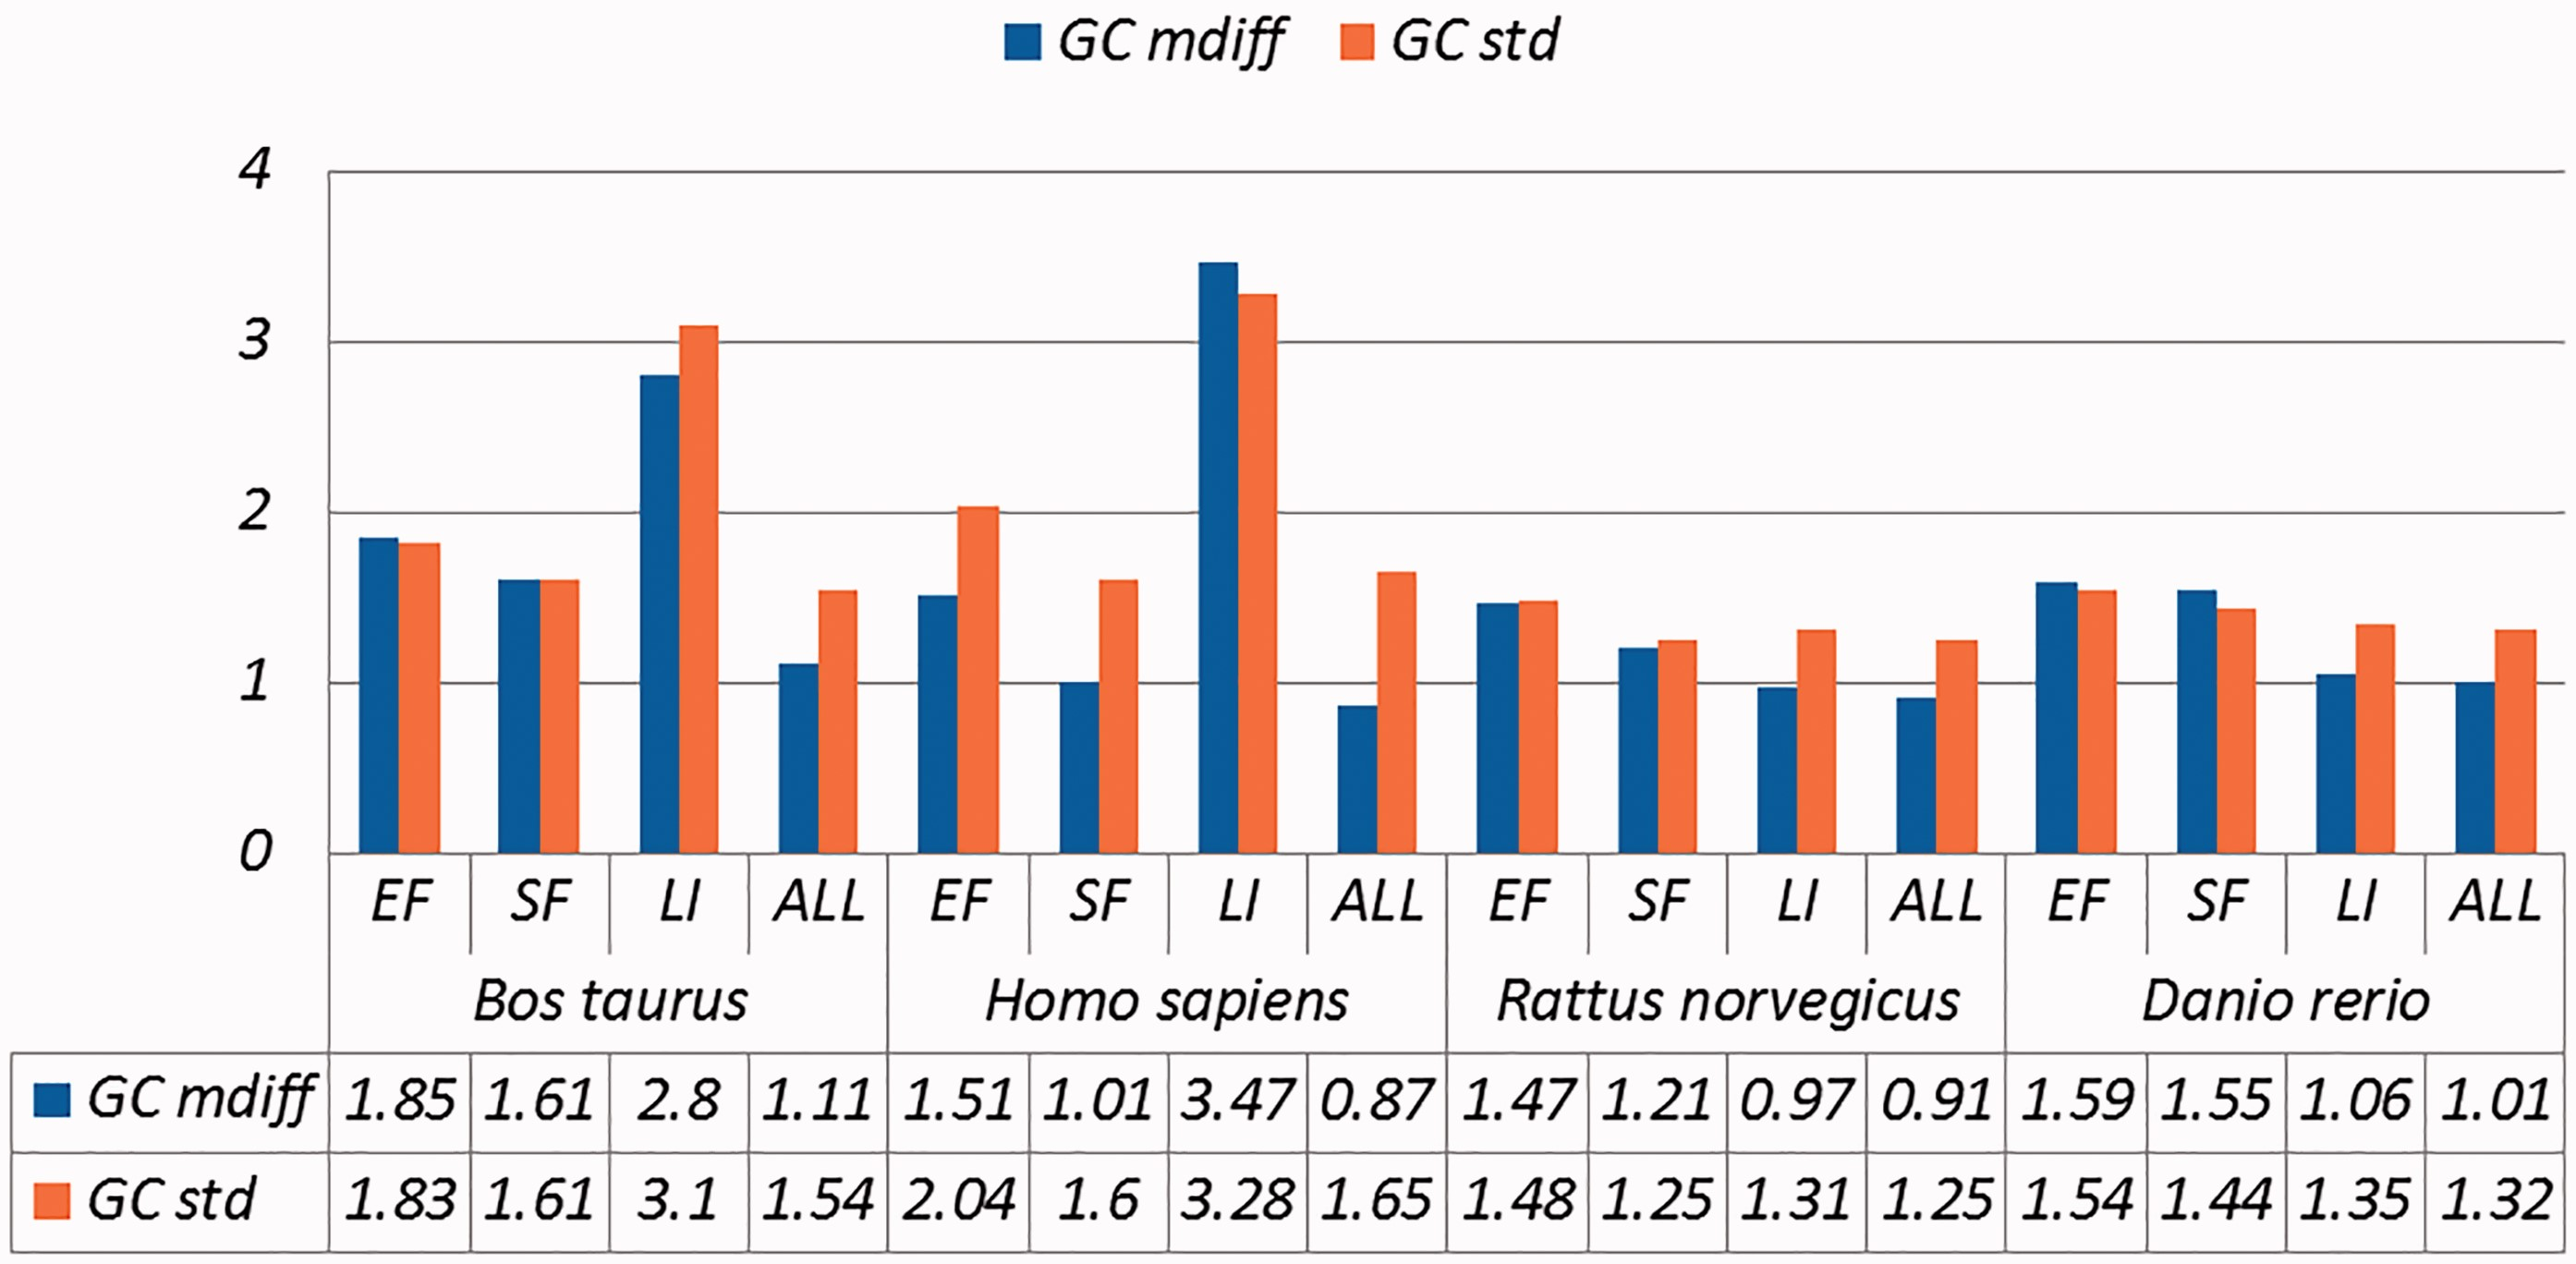 GC mdiff GC std
4
3
2
1
0
EF SF LI ALL EF SF LI ALL EF SF LI ALL EF SF LI ALL
Bos taurus Homo sapiens Rattus norvegicus Danio rerio
GC mdiff 1.85 1.61 2.8 1.11 1.51 1.01 3.47 0.87 1.47 1.21 0.97 0.91 1.59 1.55 1.06 1.01
GC std 1.83 1.61 3.1 1.54 2.04 1.6 3.28 1.65 1.48 1.25 1.31 1.25 1.54 1.44 1.35 1.32